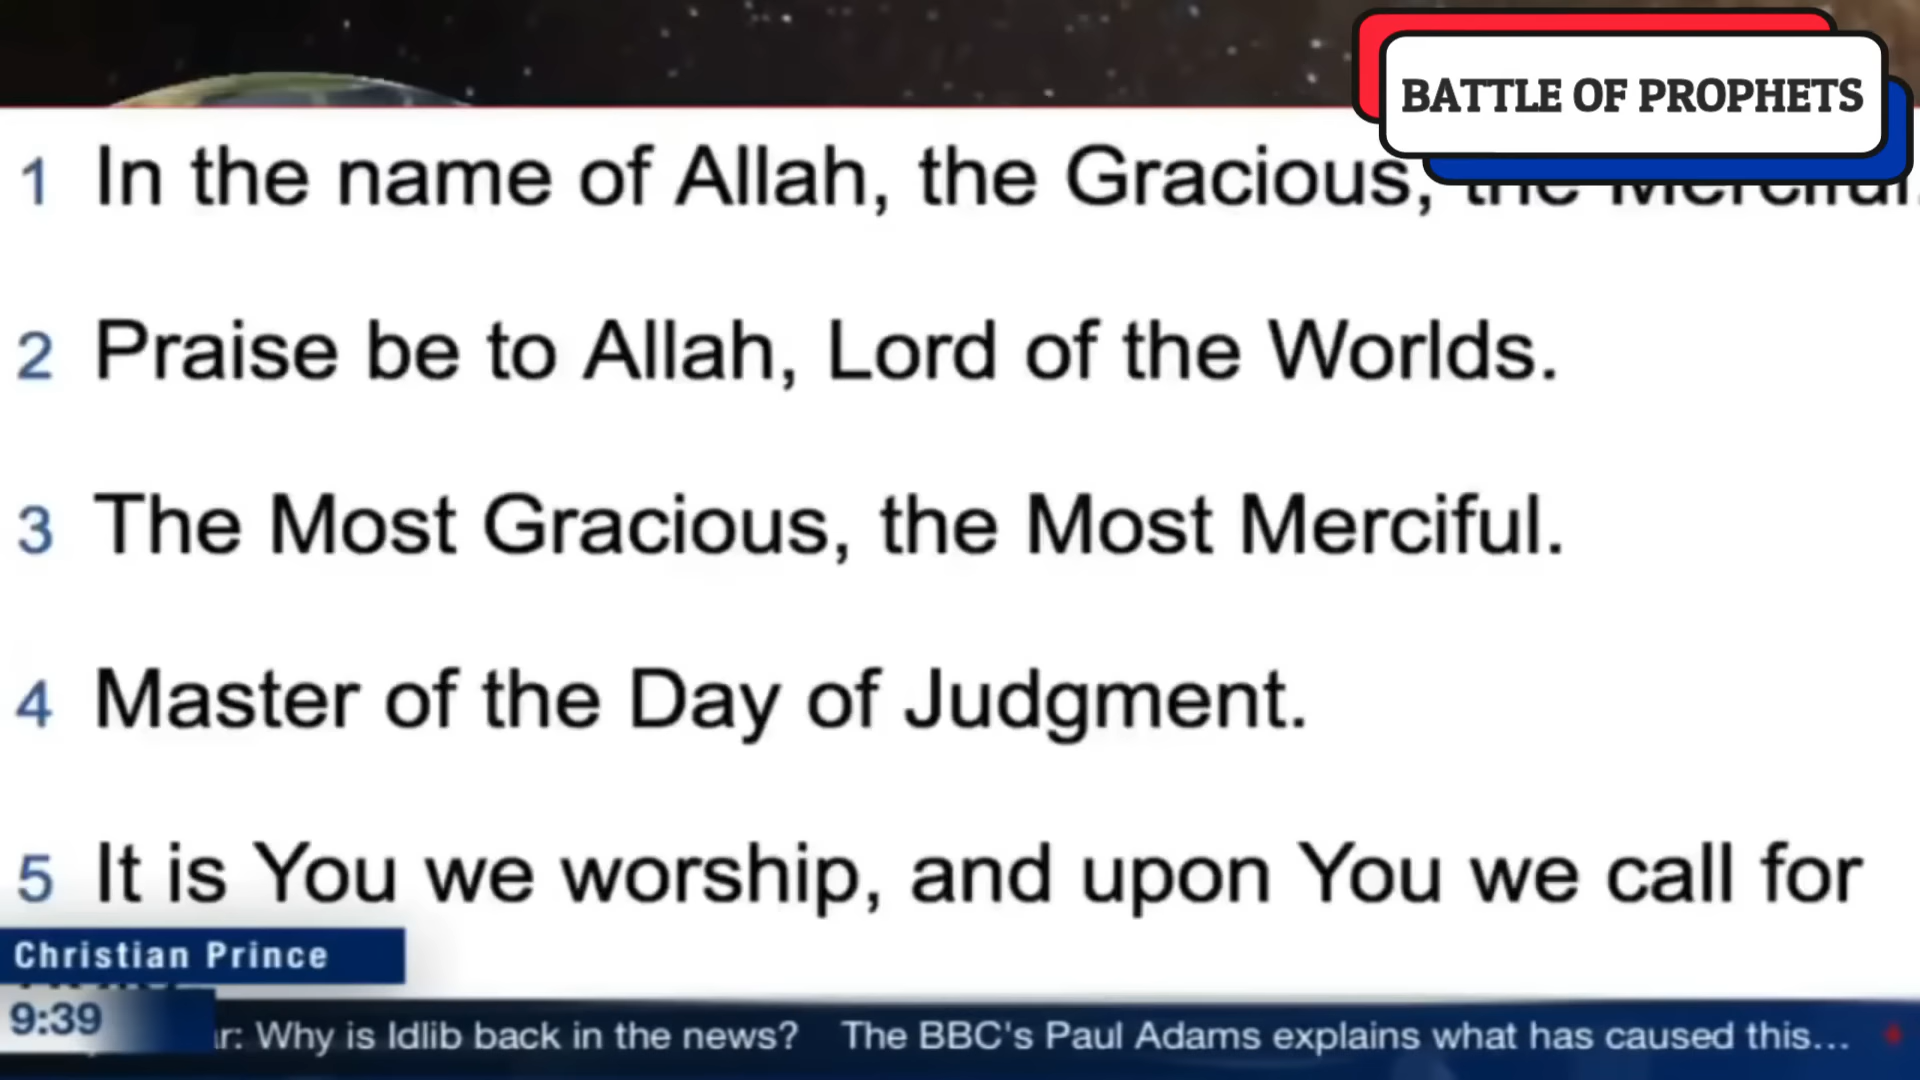 BATTLE OF PROPHETS
1 In the name of Allah, the Gracious, the Merciful.
2 Praise be to Allah, Lord of the Worlds.
3 The Most Gracious, the Most Merciful.
4 Master of the Day of Judgment.
5 It is You we worship, and upon You we call for
Christian Prince
9:39
r: Why is Idlib back in the news? The BBC's Paul Adams explains what has caused this...